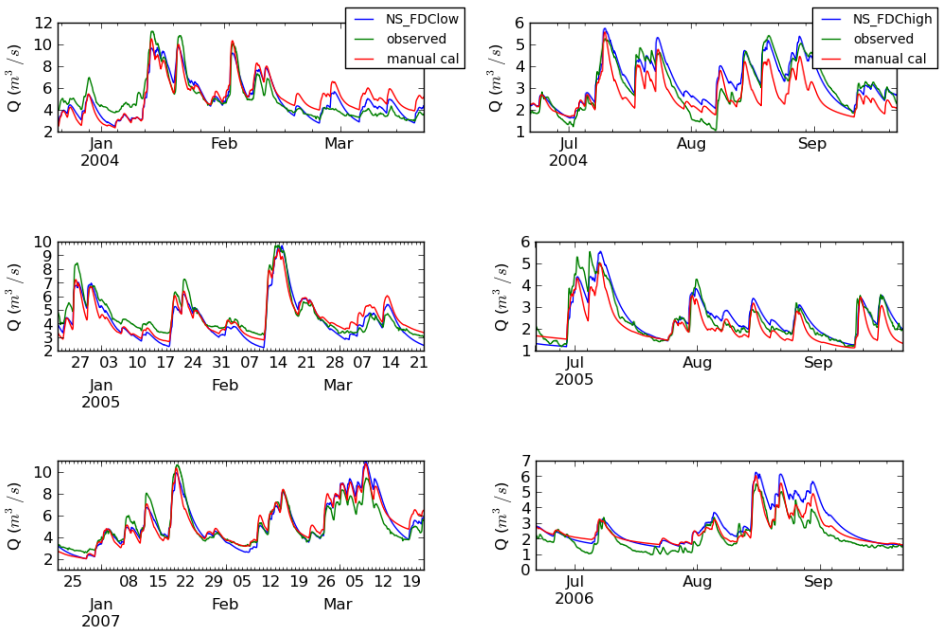 NS_FDClow
observed
manual cal
Q (m³ / s)
12
10
8
6
4
2
Jan
2004
Feb
Mar
NS_FDChigh
observed
manual cal
Q (m³ / s)
6
5
4
3
2
1
Jul
2004
Aug
Sep
Q (m³ / s)
10
9
8
7
6
5
4
3
2
27 03 10 17 24 31 07 14 21 28 07 14 21
Jan
2005
Feb
Mar
Q (m³ / s)
6
5
4
3
2
1
Jul
2005
Aug
Sep
Q (m³ / s)
10
8
6
4
2
25 08 15 22 29 05 12 19 26 05 12 19
Jan
2007
Feb
Mar
Q (m³ / s)
7
6
5
4
3
2
1
0
Jul
2006
Aug
Sep